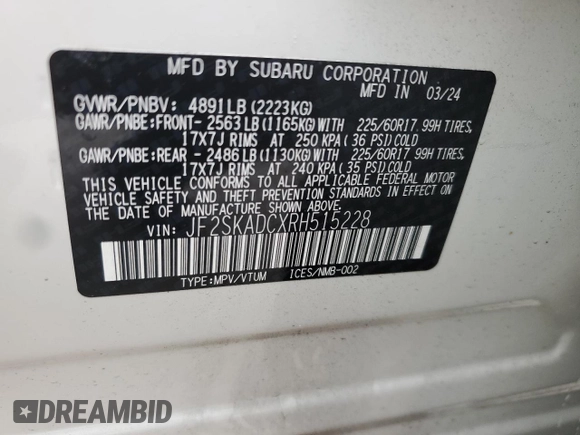 MFD BY SUBARU CORPORATION
MFD IN 03/24
GVWR/PNBV: 4891LB(2223KG)
GAWR/PNBE:FRONT- 2563LB(1165KG)WITH 225/60R17.99H TIRES,
17X7J RIMS AT 250 KPA(36 PSI)COLD
GAWR/PNBE:REAR - 2486LB(1130KG)WITH 225/60R17.99H TIRES,
17X7J RIMS AT 240 KPA(35 PSI)COLD
THIS VEHICLE CONFORMS TO ALL APPLICABLE FEDERAL MOTOR
VEHICLE SAFETY AND THEFT PREVENTION STANDARDS IN EFFECT ON
THE DATE OF MANUFACTURE SHOWN ABOVE.
VIN: JF2SKADCXRH515228
TYPE:MPV/VTUM ICES/NMB-002
DREAMBID